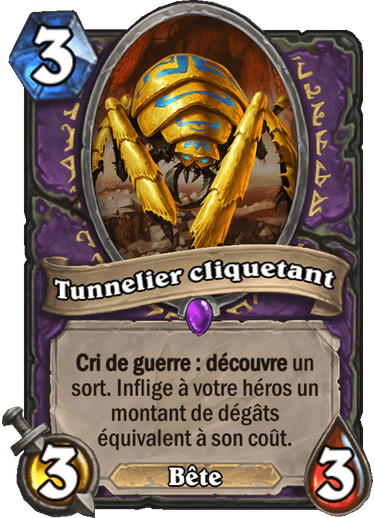 3
Tunnelier cliquetant
Cri de guerre : découvre un
sort. Inflige à votre héros un
montant de dégâts
équivalent à son coût.
3
Bête
3